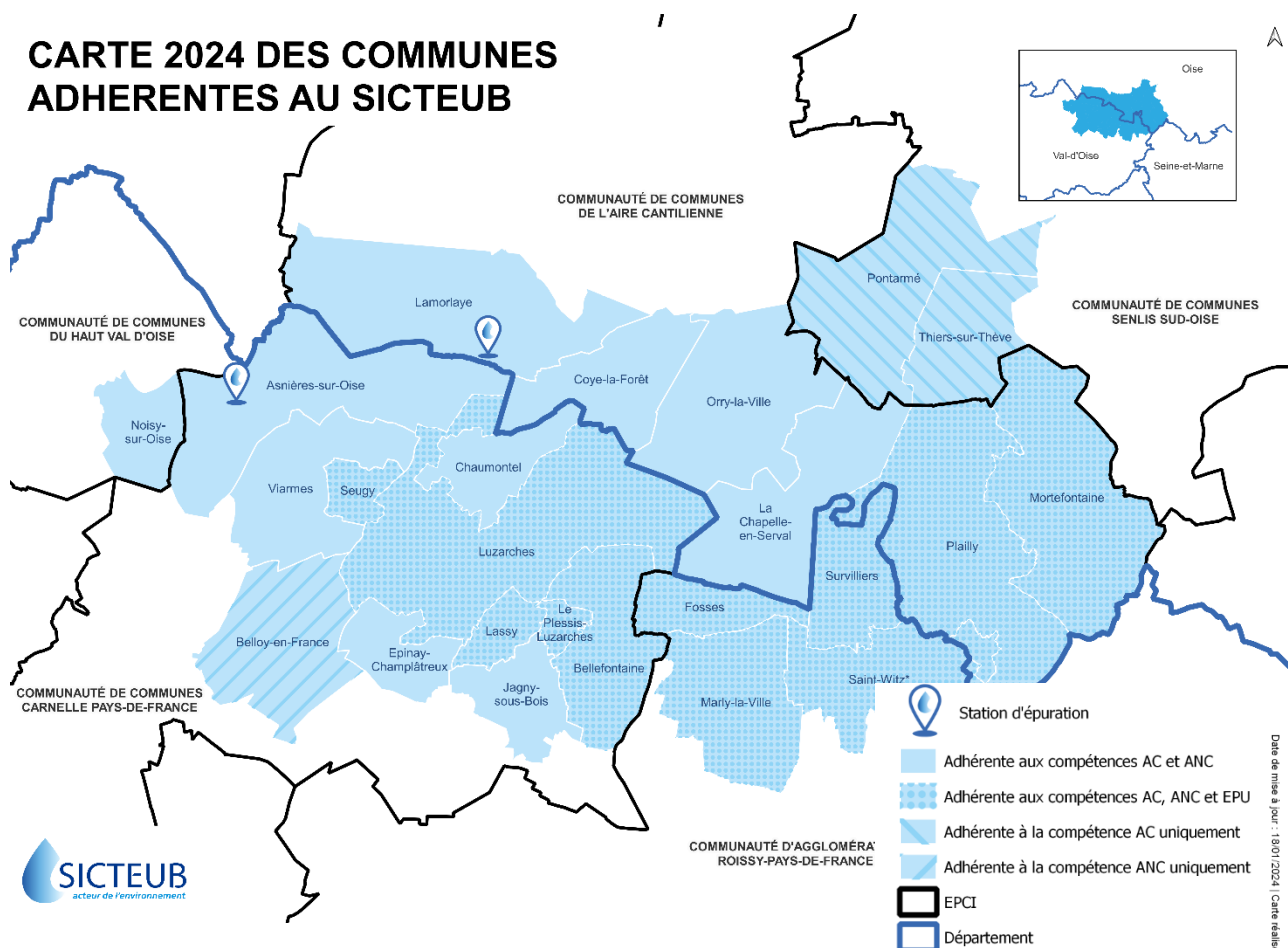 CARTE 2024 DES COMMUNES
ADHERENTES AU SICTEUB
Oise
Val-d'Oise
Seine-et-Marne
COMMUNAUTÉ DE COMMUNES
DE L'AIRE CANTILIENNE
COMMUNAUTÉ DE COMMUNES
DU HAUT VAL D'OISE
COMMUNAUTÉ DE COMMUNES
SENLIS SUD-OISE
Pontarmé
Lamorlaye
Thiers-sur-Thève
Asnières-sur-Oise
Coye-la-Forêt
Orry-la-Ville
Noisy-
sur-Oise
Chaumontel
Viarmes
Seugy
Mortefontaine
La
Chapelle-
en-Serval
Plailly
Luzarches
Survilliers
Fosses
Le
Plessis-
Luzarches
Lassy
Belloy-en-France
Epinay-
Champlâtreux
Bellefontaine
Jagny-
sous-Bois
Marly-la-Ville
Saint-Witz*
COMMUNAUTÉ DE COMMUNES
CARNELLE PAYS-DE-FRANCE
COMMUNAUTÉ D'AGGLOMÉRA
ROISSY-PAYS-DE-FRANCE
Station d'épuration
Adhérente aux compétences AC et ANC
Adhérente aux compétences AC, ANC et EPU
Adhérente à la compétence AC uniquement
Adhérente à la compétence ANC uniquement
EPCI
Département
SICTEUB
acteur de l'environnement
Date de mise à jour : 18/01/2024 | Carte réalis